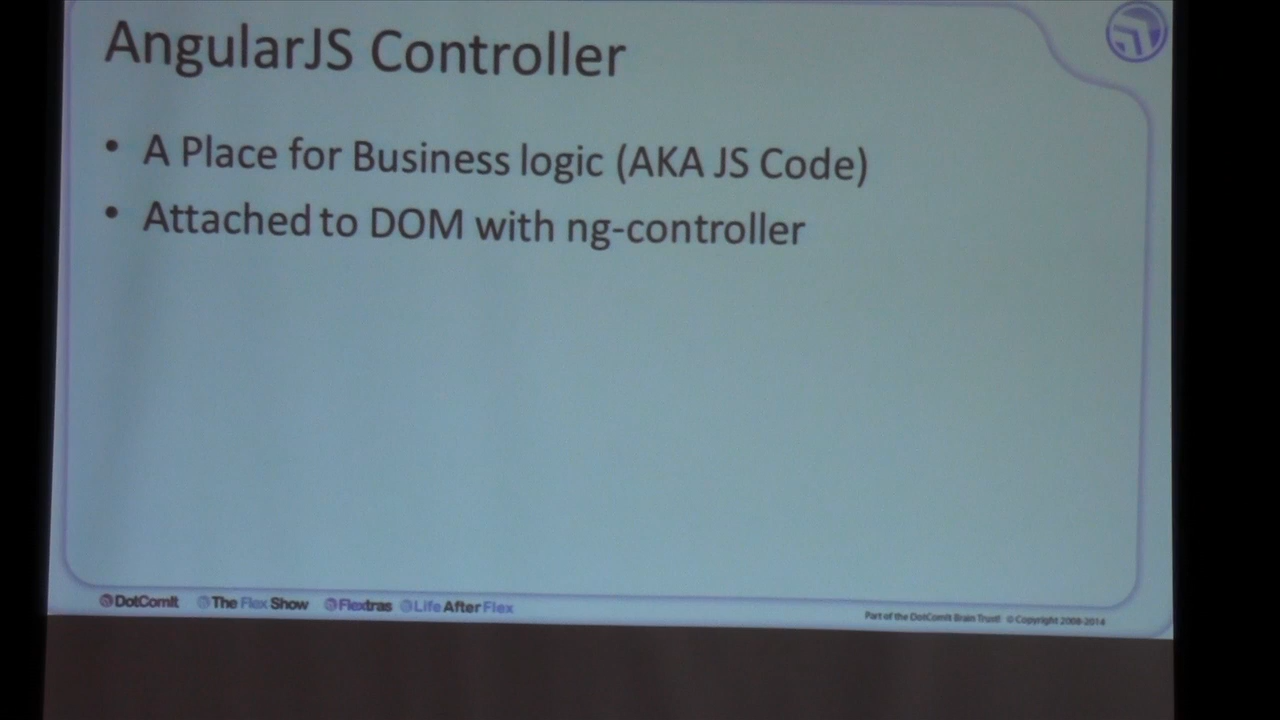 AngularJS Controller
• A Place for Business logic (AKA JS Code)
• Attached to DOM with ng-controller
DotComIt The Flex Show Flextras Life After Flex
Part of the DotComIt Brain Trust! © Copyright 2008-2014